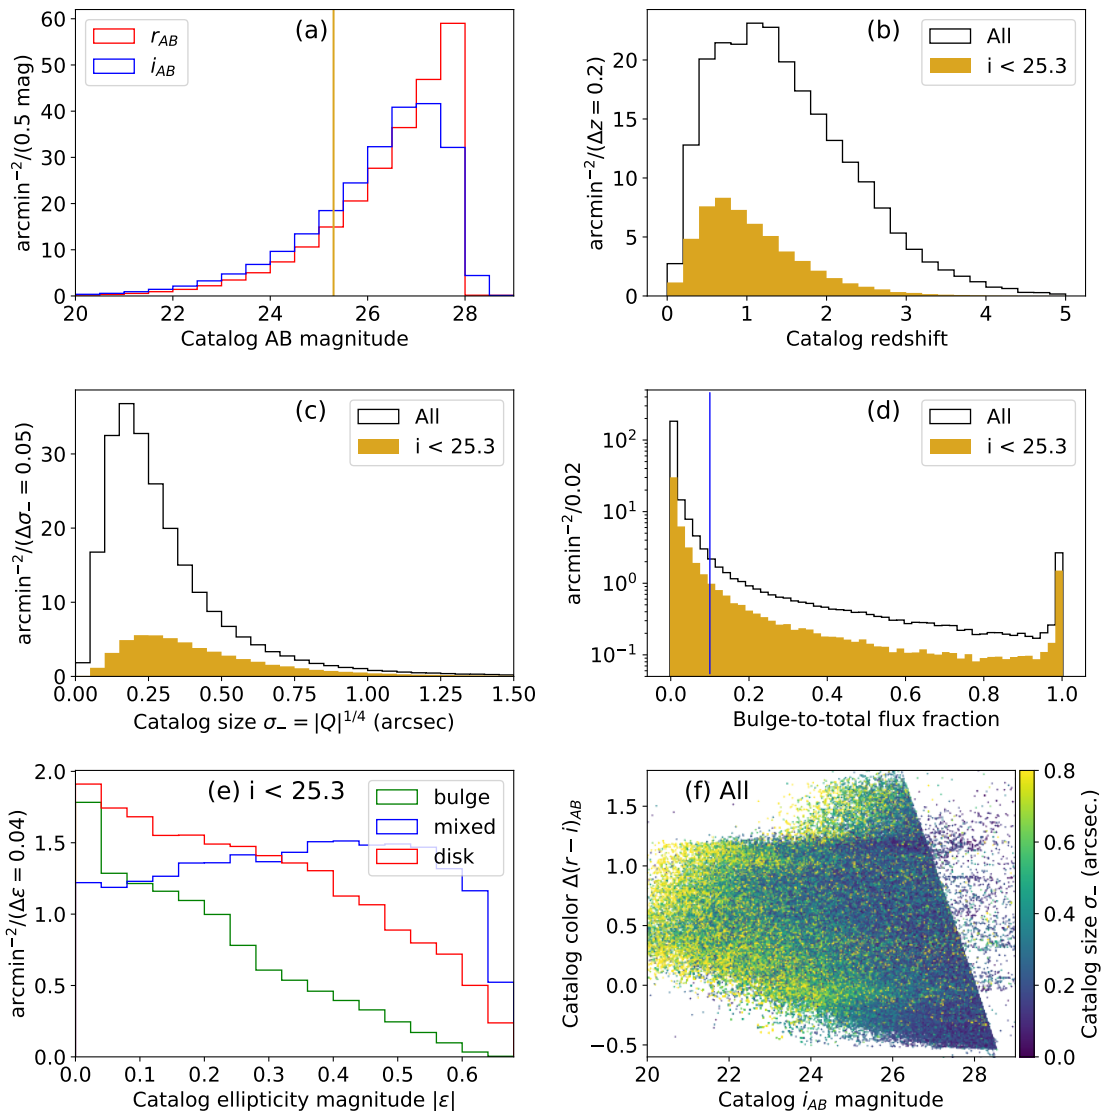 (a)
r_AB
i_AB
60
50
40
30
20
10
0
20 22 24 26 28
arcmin⁻²/(0.5 mag)
Catalog AB magnitude
(b)
All
i < 25.3
20
15
10
5
0
0 1 2 3 4 5
arcmin⁻²/(Δz = 0.2)
Catalog redshift
(c)
All
i < 25.3
30
20
10
0
0.00 0.25 0.50 0.75 1.00 1.25 1.50
arcmin⁻²/(Δσ₋ = 0.05)
Catalog size σ₋ = |Q|^1/4 (arcsec)
(d)
All
i < 25.3
10²
10¹
10⁰
10⁻¹
0.0 0.2 0.4 0.6 0.8 1.0
arcmin⁻²/0.02
Bulge-to-total flux fraction
(e) i < 25.3
bulge
mixed
disk
2.0
1.5
1.0
0.5
0.0
0.0 0.1 0.2 0.3 0.4 0.5 0.6
arcmin⁻²/(Δε = 0.04)
Catalog ellipticity magnitude |ε|
(f) All
1.5
1.0
0.5
0.0
−0.5
20 22 24 26 28
Catalog color Δ(r − i)_AB
Catalog i_AB magnitude
0.8
0.6
0.4
0.2
0.0
Catalog size σ₋ (arcsec.)